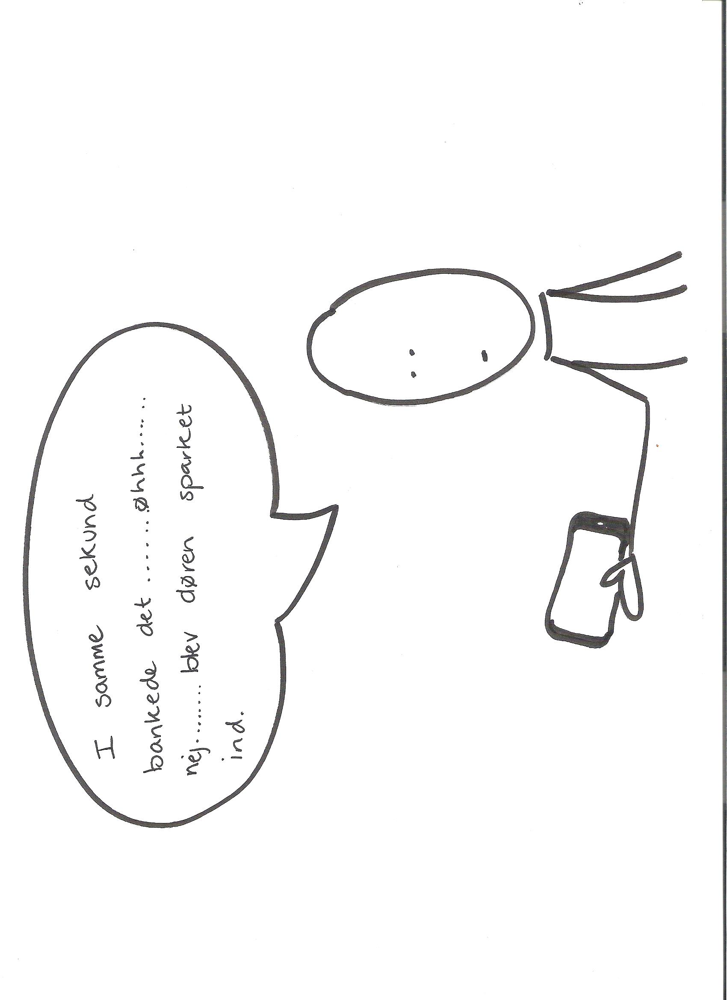 I samme sekund
bankede det........øhhh......
nej.......... blev døren sparket
ind.